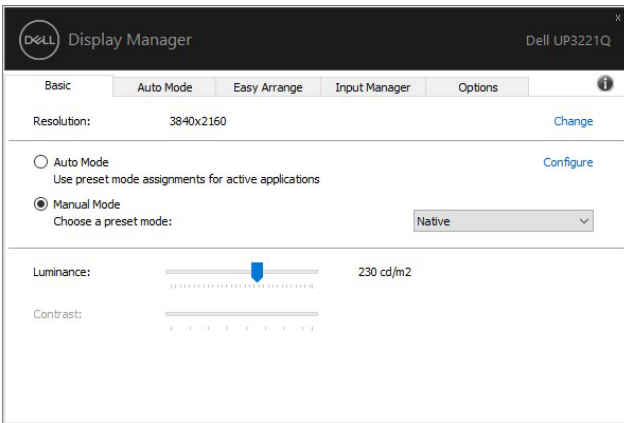 x
DELL Display Manager Dell UP3221Q
Basic Auto Mode Easy Arrange Input Manager Options
Resolution: 3840x2160 Change
Auto Mode Configure
Use preset mode assignments for active applications
Manual Mode
Choose a preset mode: Native
Luminance: 230 cd/m2
Contrast: